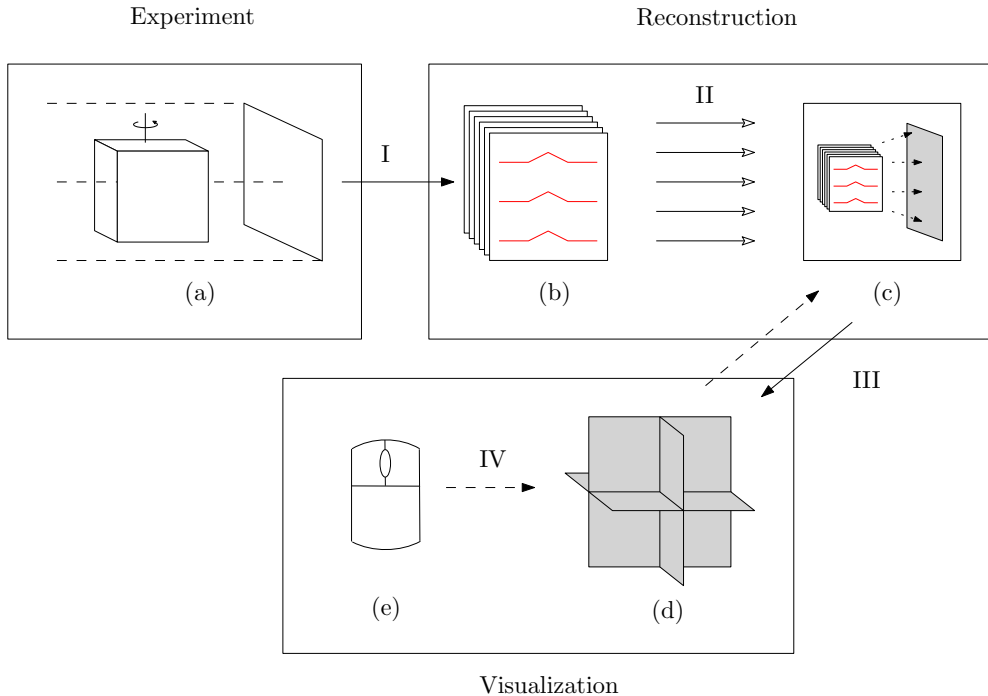 Experiment
Reconstruction
I
II
(a)
(b)
(c)
III
IV
(e)
(d)
Visualization